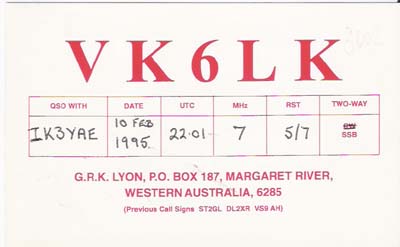 VK6LK
QSO WITH DATE UTC MHz RST TWO-WAY
IK3YAE 10 FEB 1995. 22.01 7 5/7 CW SSB
G.R.K. LYON, P.O. BOX 187, MARGARET RIVER,
WESTERN AUSTRALIA, 6285
(Previous Call Signs ST2GL DL2XR VS9 AH)